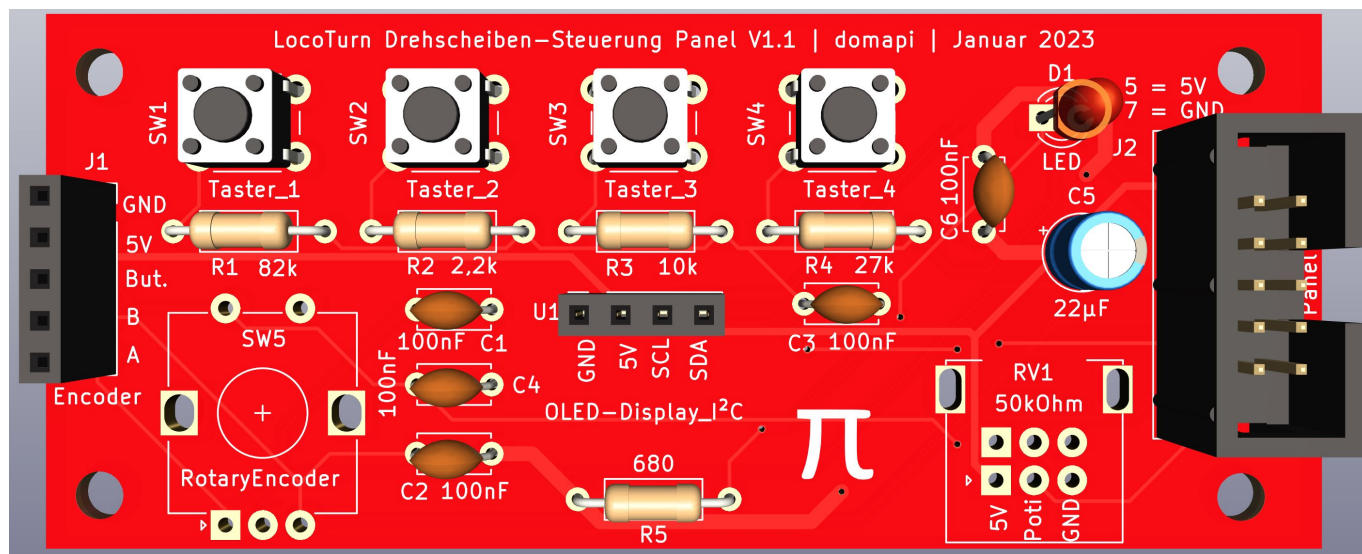 LocoTurn Drehscheiben-Steuerung Panel V1.1 | domapi | Januar 2023
SW1
SW2
SW3
SW4
D1
5 = 5V
7 = GND
LED
J2
J1
GND
5V
But.
B
A
Encoder
Taster_1
Taster_2
Taster_3
Taster_4
R1 82k
R2 2,2k
R3 10k
R4 27k
C6 100nF
C5
+
22µF
Panel
SW5
RotaryEncoder
100nF C1
100nF
C4
C2 100nF
U1
GND
5V
SCL
SDA
OLED-Display_I²C
C3 100nF
π
680
R5
RV1
50kOhm
5V
Poti
GND